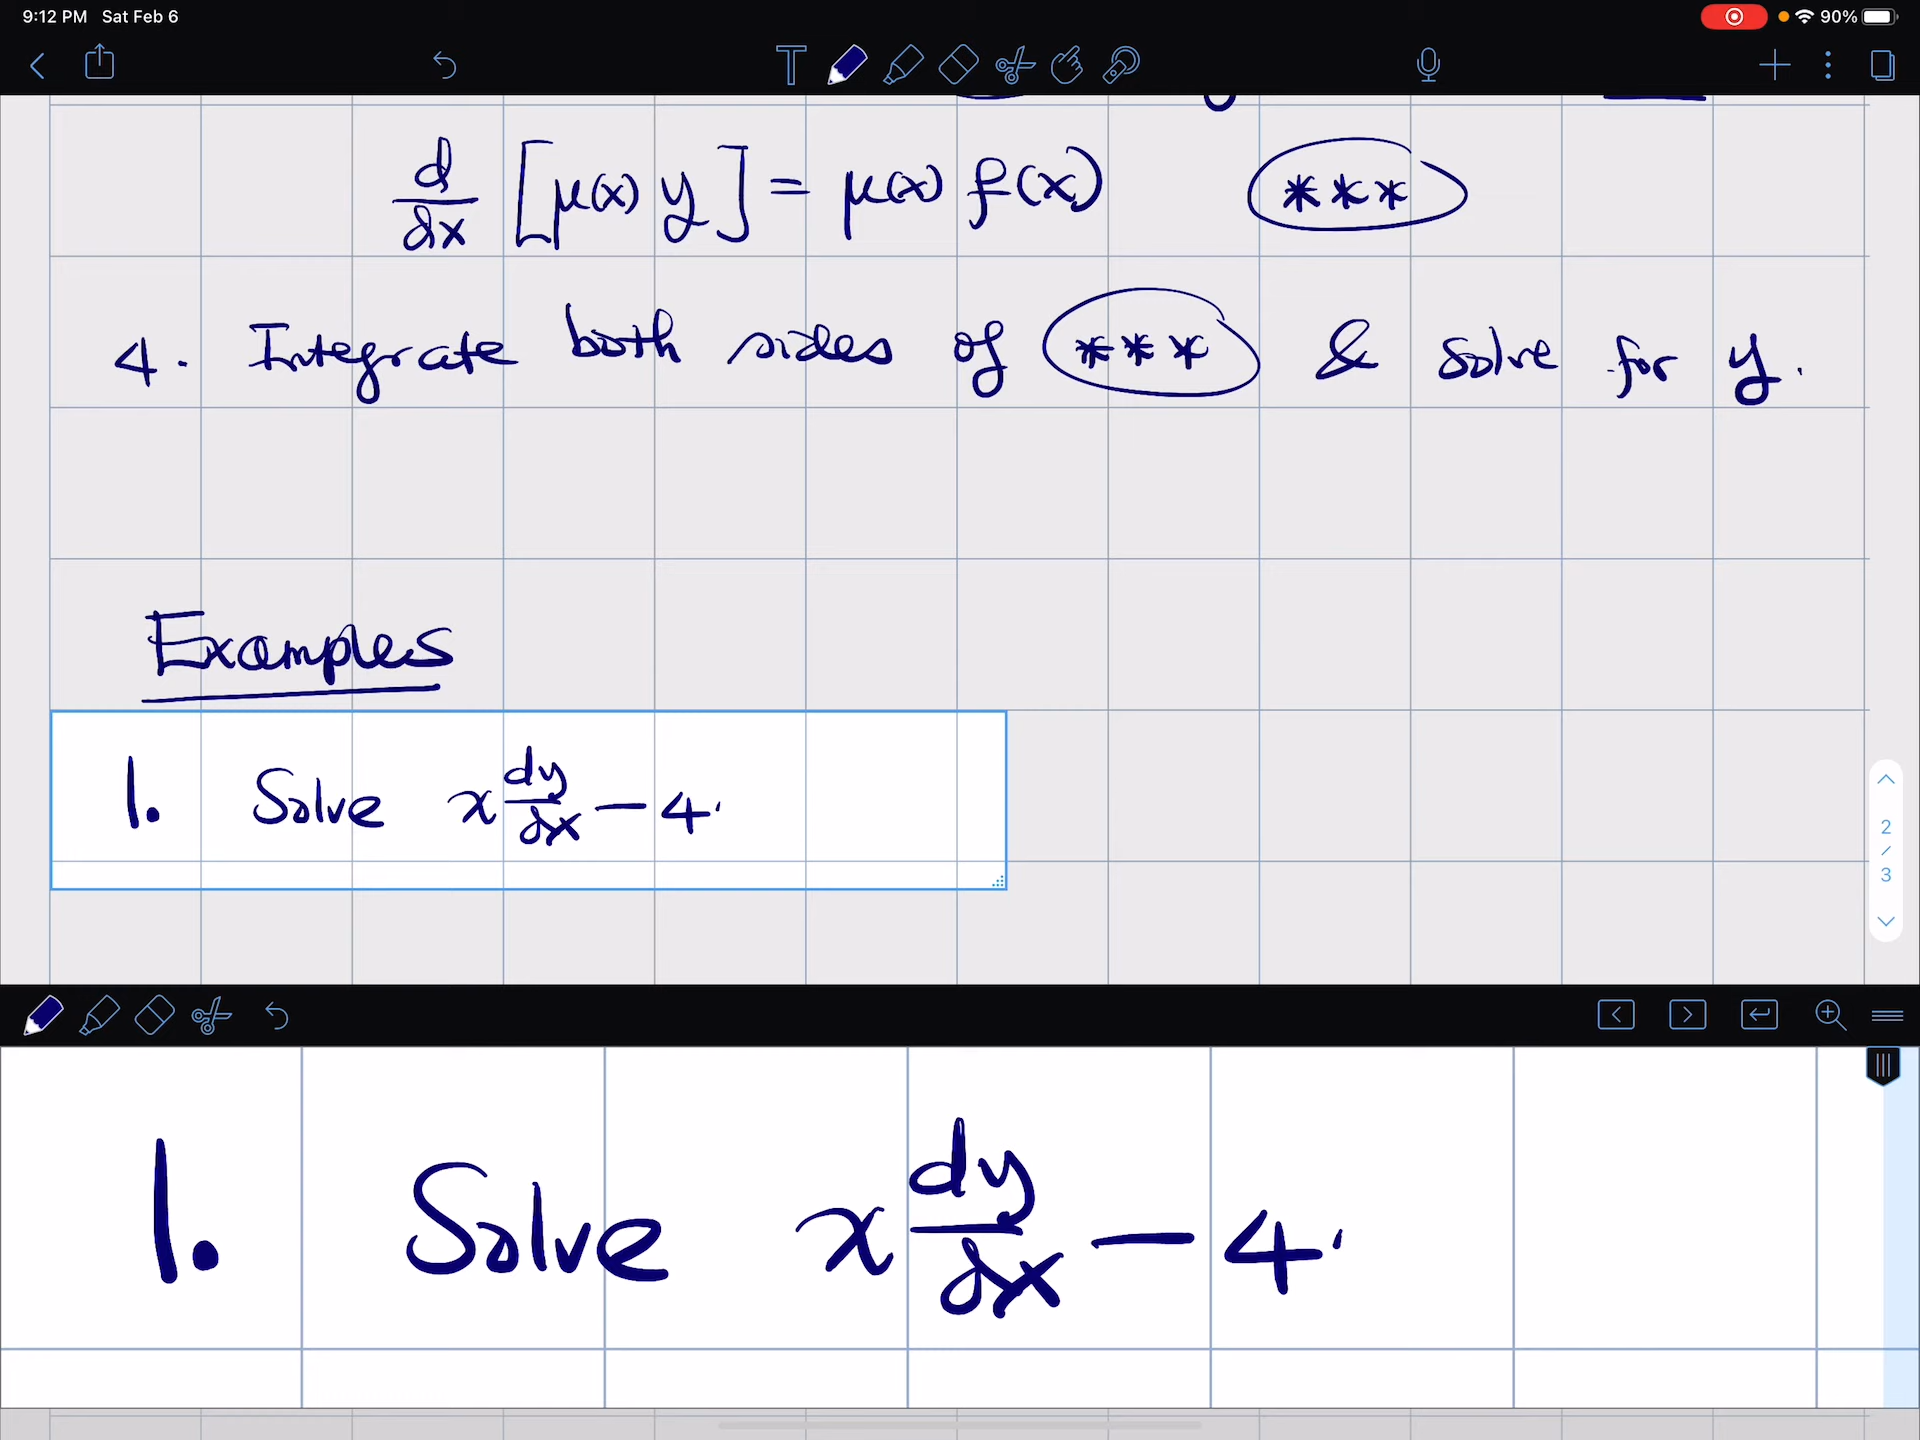 9:12 PM Sat Feb 6 90%
d/dx [μ(x) y] = μ(x) f(x) ***
4. Integrate both sides of *** & solve for y.
Examples
1. Solve x dy/dx - 4
2/3
1. Solve x dy/dx - 4